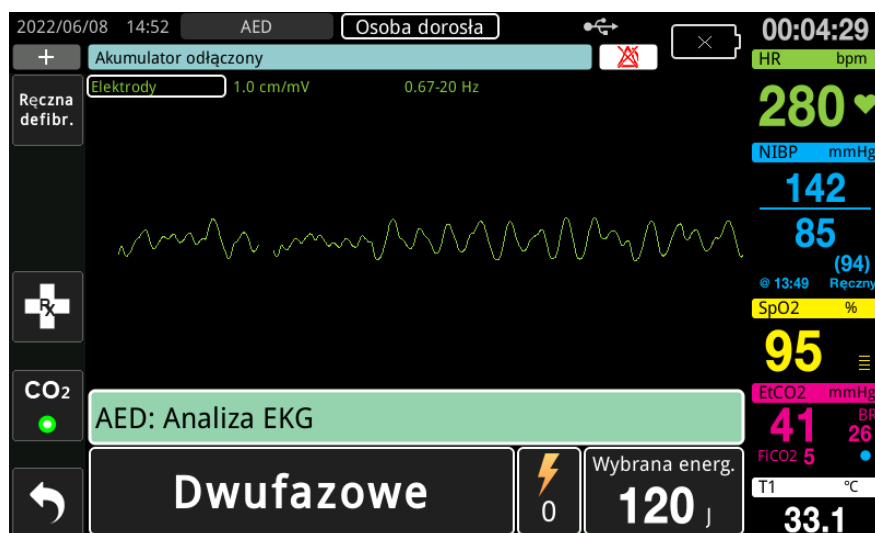 2022/06/08 14:52 AED Osoba dorosła 00:04:29
Akumulator odłączony
HR bpm
Elektrody 1.0 cm/mV 0.67-20 Hz
Ręczna
defibr.
280
NIBP mmHg
142
85
(94)
@ 13:49 Ręczny
Rx
SpO2 %
95
CO2
EtCO2 mmHg
AED: Analiza EKG
41 BR
26
FiCO2 5
Dwufazowe
0
Wybrana energ.
120 J
T1 °C
33.1